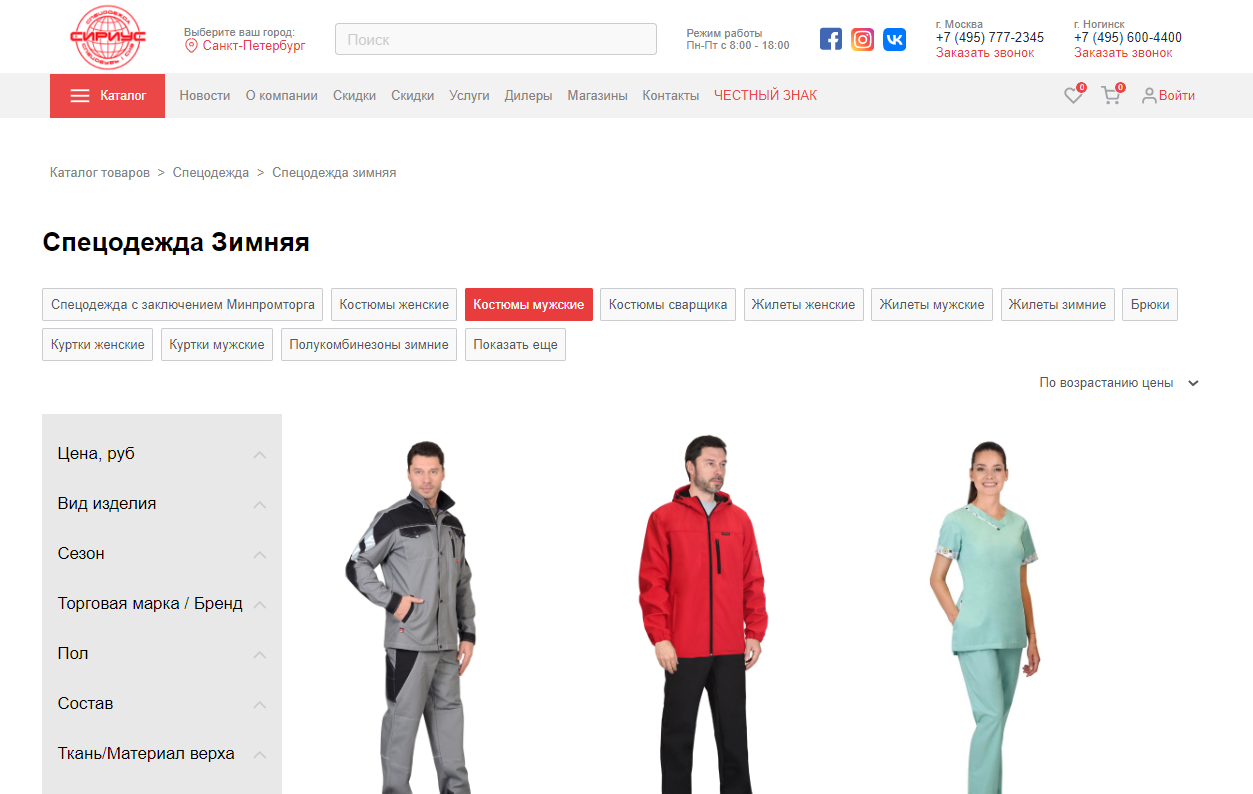 СПЕЦОДЕЖДА
СИРИУС
Выберите ваш город:
Санкт-Петербург
Поиск
Режим работы
Пн-Пт с 8:00 - 18:00
г. Москва
+7 (495) 777-2345
Заказать звонок
г. Ногинск
+7 (495) 600-4400
Заказать звонок
Каталог Новости О компании Скидки Скидки Услуги Дилеры Магазины Контакты ЧЕСТНЫЙ ЗНАК 0 0 Войти
Каталог товаров > Спецодежда > Спецодежда зимняя
Спецодежда Зимняя
Спецодежда с заключением Минпромторга Костюмы женские Костюмы мужские Костюмы сварщика Жилеты женские Жилеты мужские Жилеты зимние Брюки
Куртки женские Куртки мужские Полукомбинезоны зимние Показать еще
По возрастанию цены
Цена, руб
Вид изделия
Сезон
Торговая марка / Бренд
Пол
Состав
Ткань/Материал верха